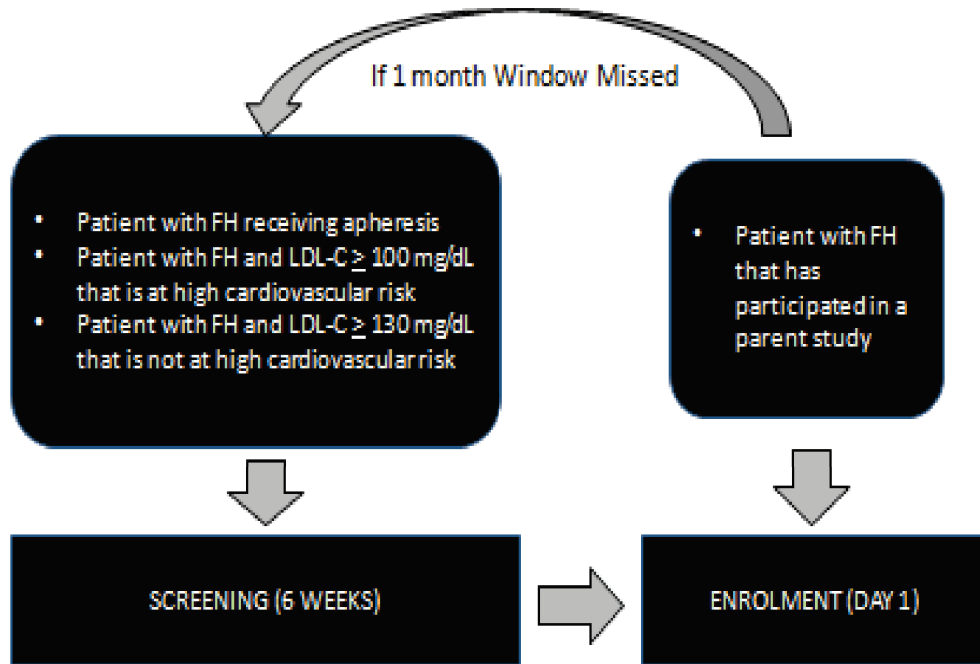 If 1 month Window Missed
• Patient with FH receiving apheresis
• Patient with FH and LDL-C ≥ 100 mg/dL
that is at high cardiovascular risk
• Patient with FH and LDL-C ≥ 130 mg/dL
that is not at high cardiovascular risk
• Patient with FH
that has
participated in a
parent study
SCREENING (6 WEEKS)
ENROLMENT (DAY 1)